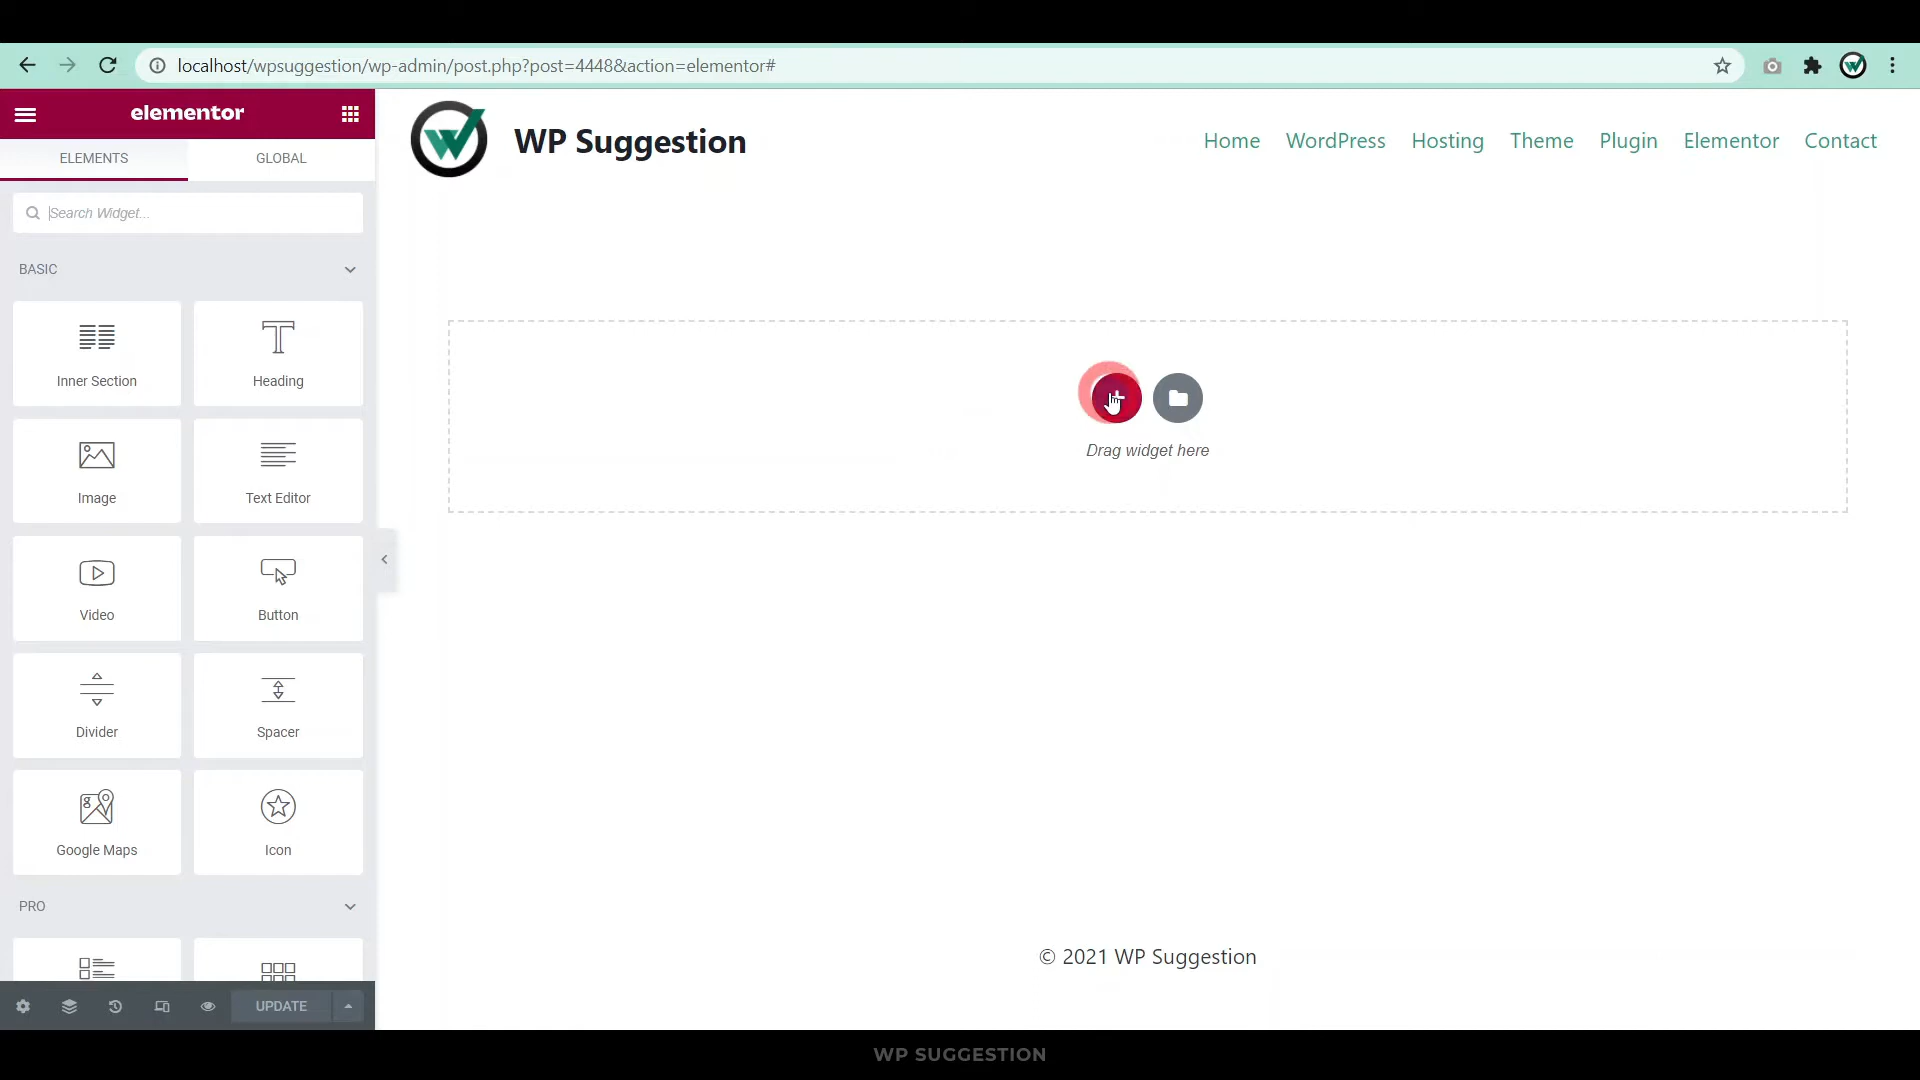 localhost/wpsuggestion/wp-admin/post.php?post=4448&action=elementor#
elementor
ELEMENTS
GLOBAL
Search Widget...
BASIC
Inner Section
Heading
Image
Text Editor
Video
Button
Divider
Spacer
Google Maps
Icon
PRO
UPDATE
WP Suggestion
Home
WordPress
Hosting
Theme
Plugin
Elementor
Contact
Drag widget here
© 2021 WP Suggestion
WP SUGGESTION